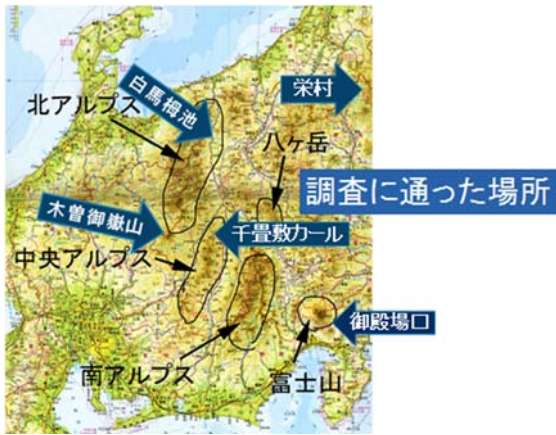 白馬栂池
北アルプス
栄村
八ヶ岳
調査に通った場所
木曽御嶽山
千畳敷カール
中央アルプス
御殿場口
南アルプス
富士山